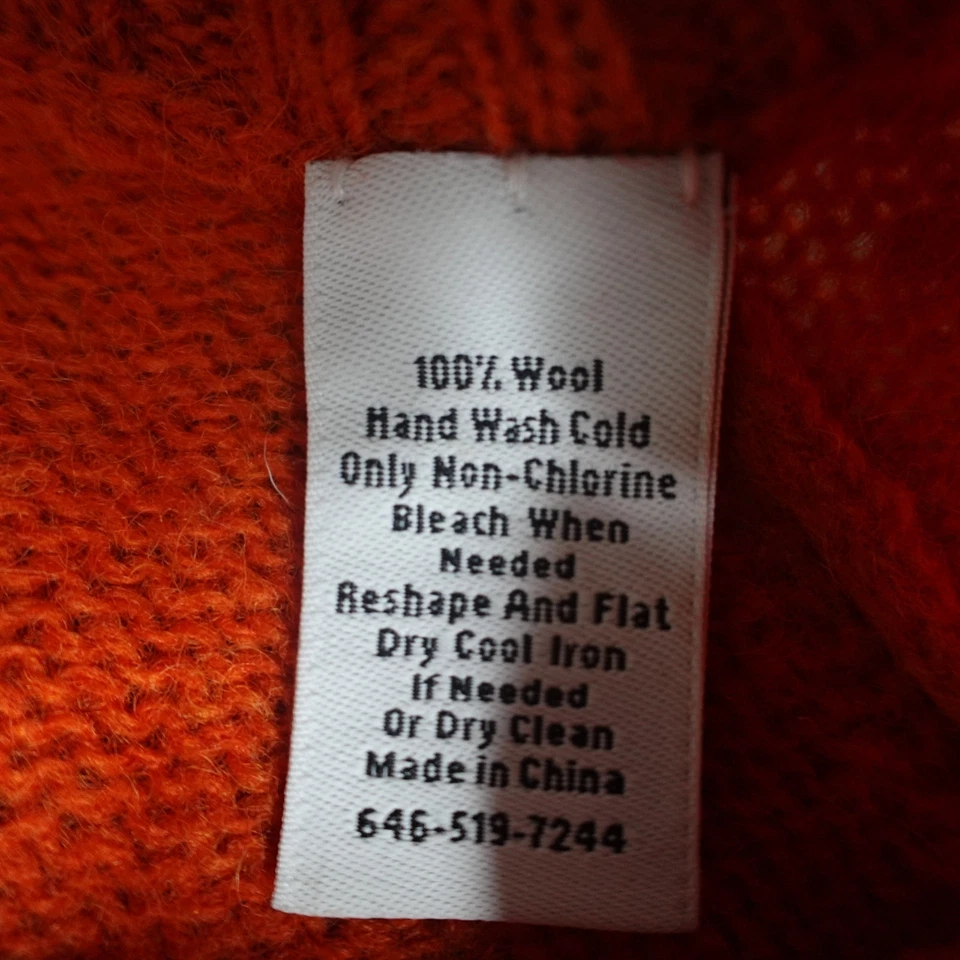 100% Wool
Hand Wash Cold
Only Non-Chlorine
Bleach When
Needed
Reshape And Flat
Dry Cool Iron
If Needed
Or Dry Clean
Made in China
646-519-7244